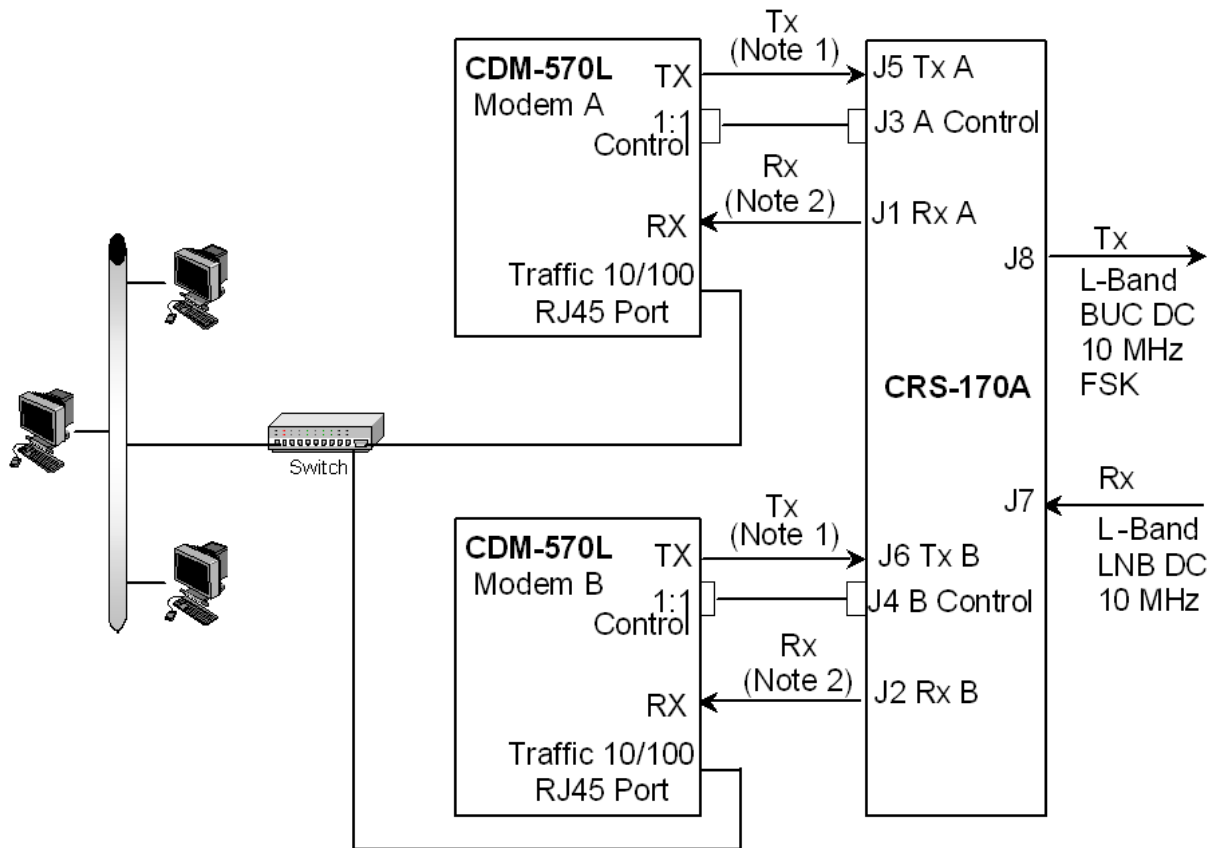 CDM-570L
Modem A
TX
1:1
Control
RX
Traffic 10/100
RJ45 Port
Tx
(Note 1)
Rx
(Note 2)
J5 Tx A
J3 A Control
J1 Rx A
J8
CRS-170A
J7
J6 Tx B
J4 B Control
J2 Rx B
Tx
L-Band
BUC DC
10 MHz
FSK
Rx
L-Band
LNB DC
10 MHz
Switch
CDM-570L
Modem B
TX
1:1
Control
RX
Traffic 10/100
RJ45 Port
Tx
(Note 1)
Rx
(Note 2)